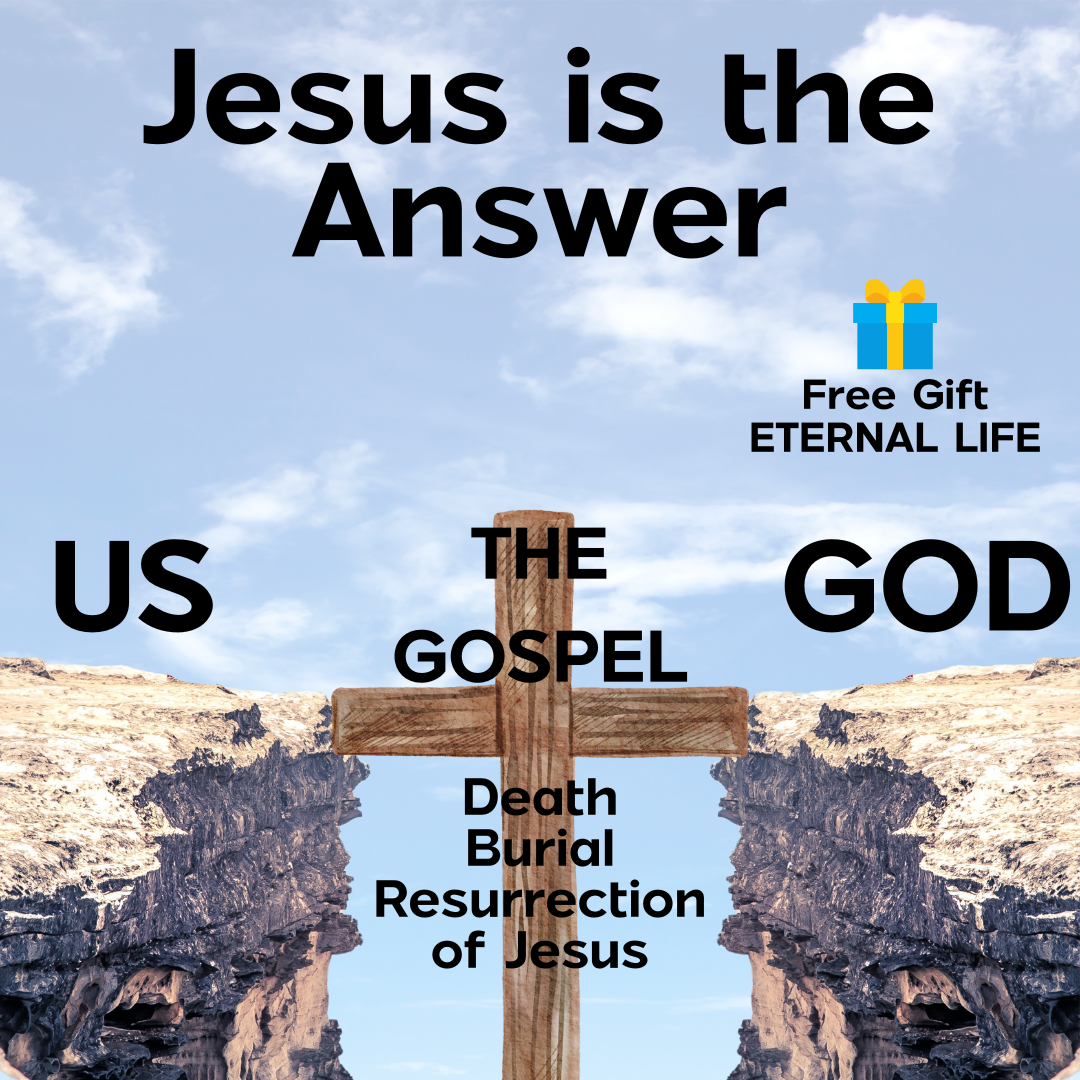 Jesus is the
Answer
Free Gift
ETERNAL LIFE
US
THE
GOSPEL
GOD
Death
Burial
Resurrection
of Jesus